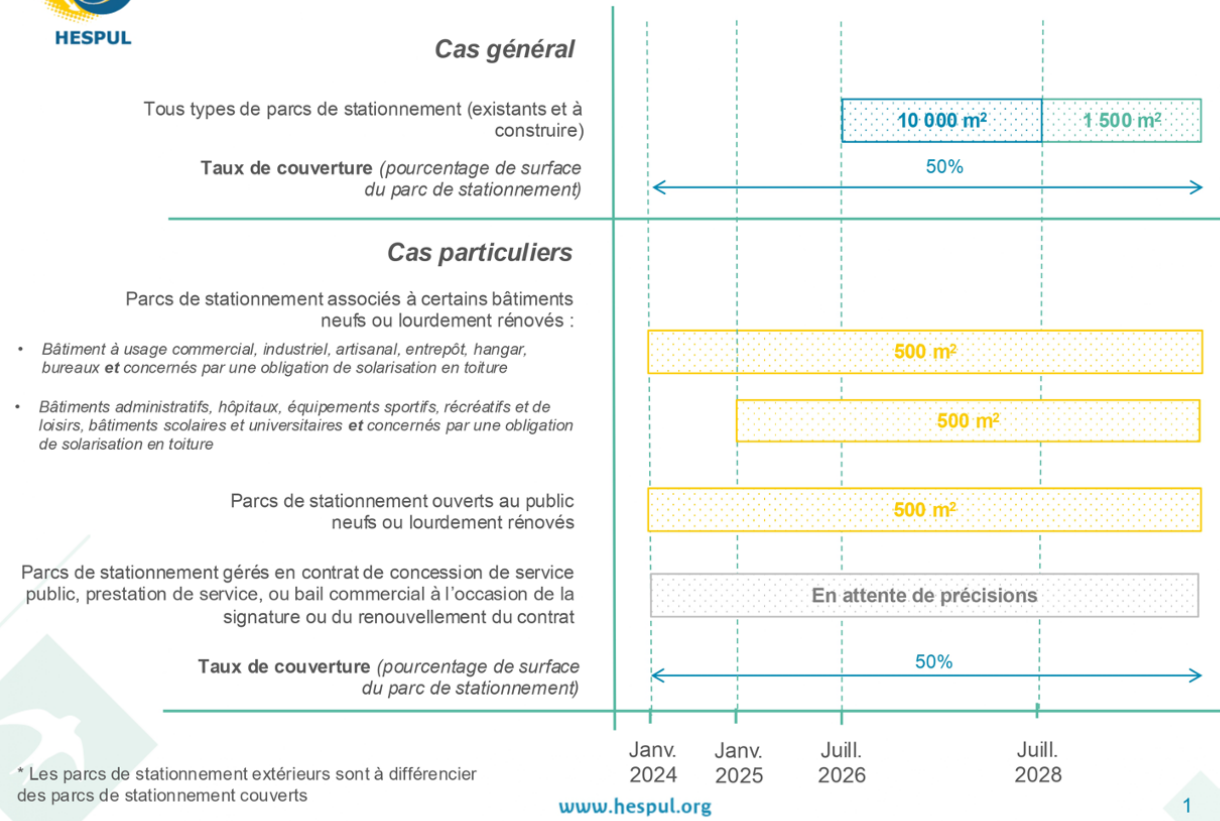 HESPUL
Cas général
Tous types de parcs de stationnement (existants et à
construire)
10 000 m²
1 500 m²
Taux de couverture (pourcentage de surface
du parc de stationnement)
50%
Cas particuliers
Parcs de stationnement associés à certains bâtiments
neufs ou lourdement rénovés :
• Bâtiment à usage commercial, industriel, artisanal, entrepôt, hangar,
bureaux et concernés par une obligation de solarisation en toiture
500 m²
• Bâtiments administratifs, hôpitaux, équipements sportifs, récréatifs et de
loisirs, bâtiments scolaires et universitaires et concernés par une obligation
de solarisation en toiture
500 m²
Parcs de stationnement ouverts au public
neufs ou lourdement rénovés
500 m²
Parcs de stationnement gérés en contrat de concession de service
public, prestation de service, ou bail commercial à l’occasion de la
signature ou du renouvellement du contrat
En attente de précisions
Taux de couverture (pourcentage de surface
du parc de stationnement)
50%
Janv.
2024
Janv.
2025
Juill.
2026
Juill.
2028
* Les parcs de stationnement extérieurs sont à différencier
des parcs de stationnement couverts
www.hespul.org
1